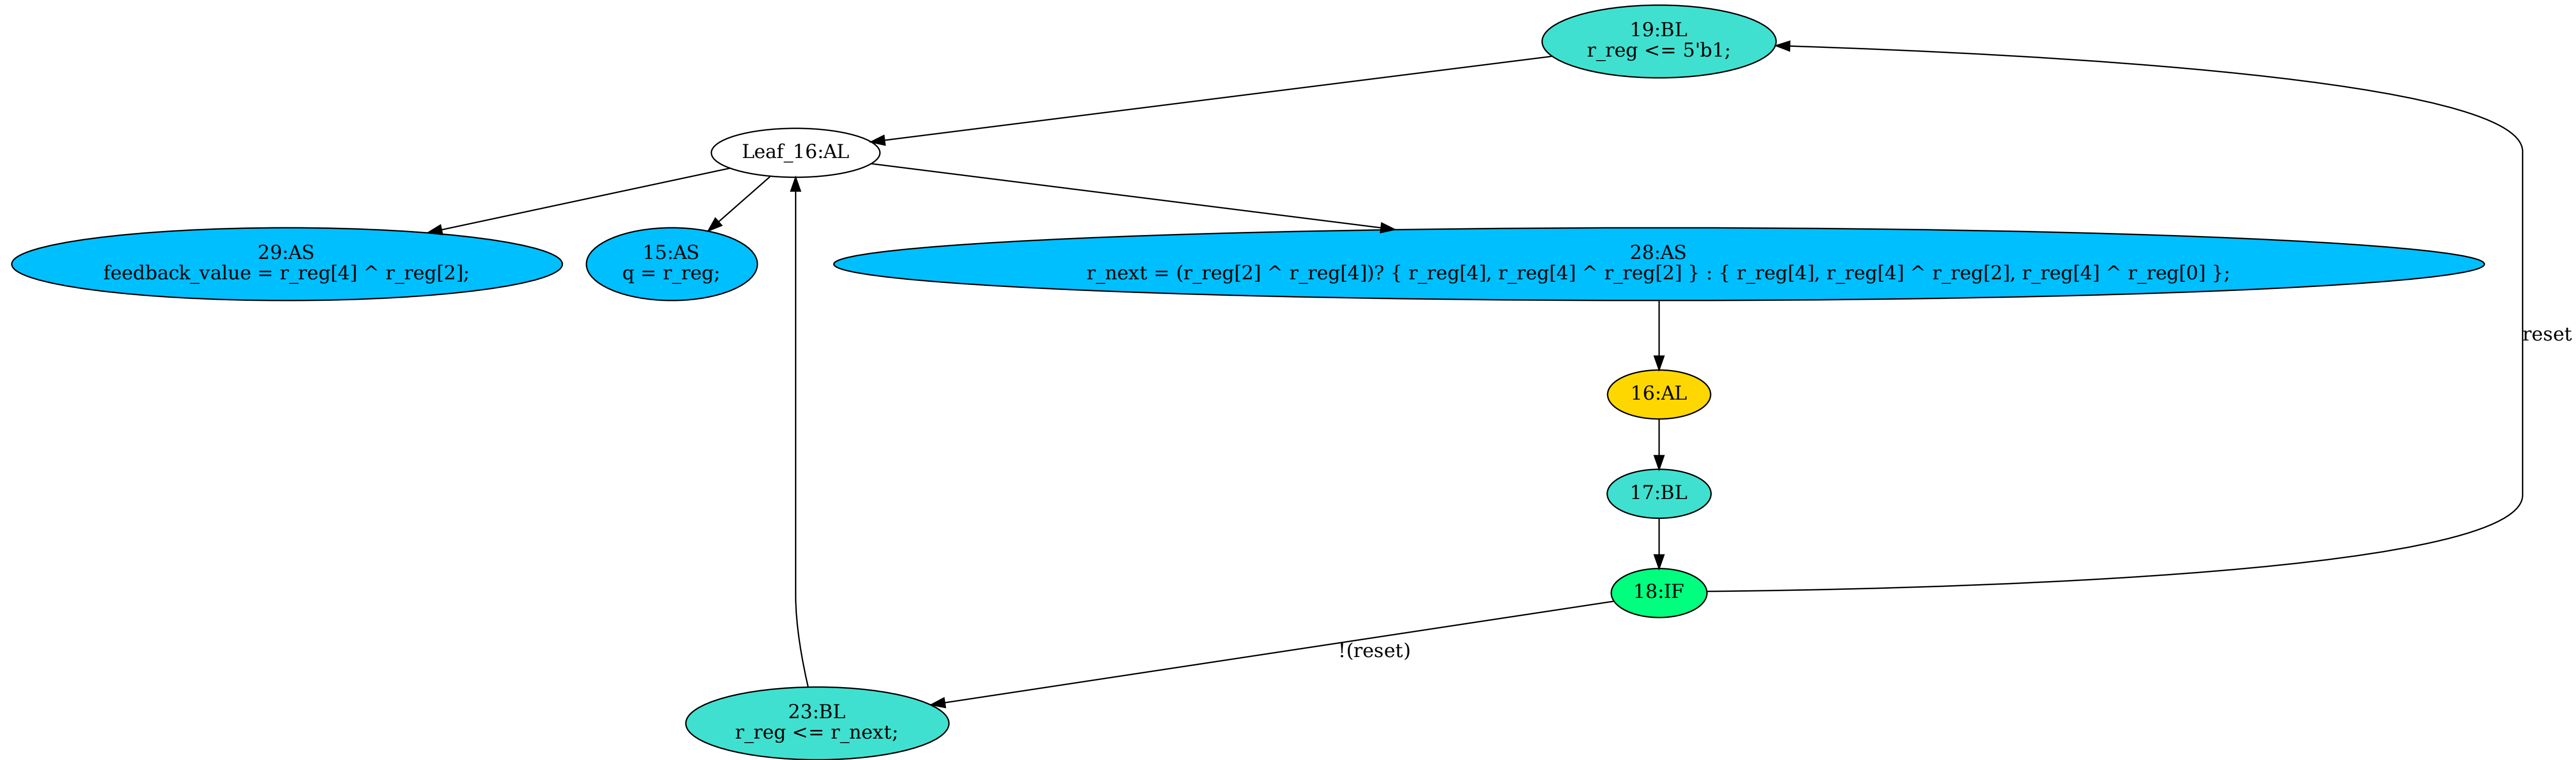 19:BL
r_reg <= 5'b1;
Leaf_16:AL
29:AS
feedback_value = r_reg[4] ^ r_reg[2];
15:AS
q = r_reg;
28:AS
r_next = (r_reg[2] ^ r_reg[4])? { r_reg[4], r_reg[4] ^ r_reg[2] } : { r_reg[4], r_reg[4] ^ r_reg[2], r_reg[4] ^ r_reg[0] };
reset
16:AL
17:BL
18:IF
!(reset)
23:BL
r_reg <= r_next;